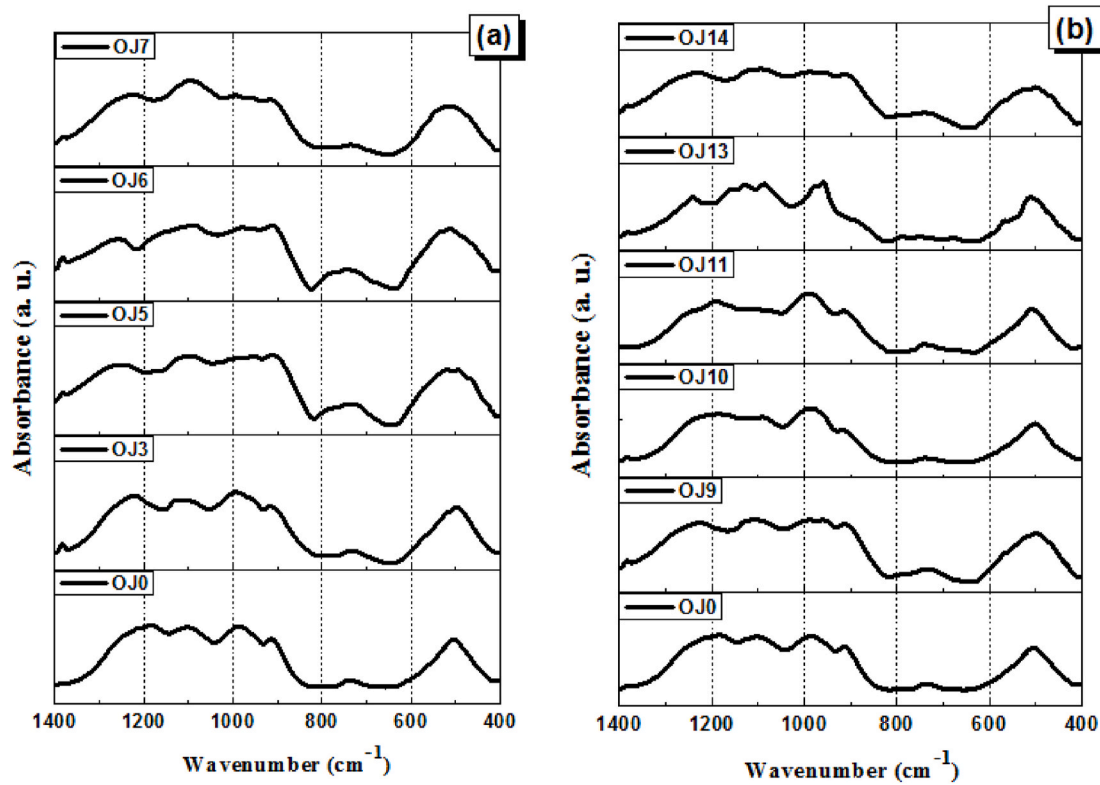 (a)
OJ7
OJ6
OJ5
OJ3
OJ0
Absorbance (a. u.)
1400 1200 1000 800 600 400
Wavenumber (cm⁻¹)
(b)
OJ14
OJ13
OJ11
OJ10
OJ9
OJ0
Absorbance (a. u.)
1400 1200 1000 800 600 400
Wavenumber (cm⁻¹)